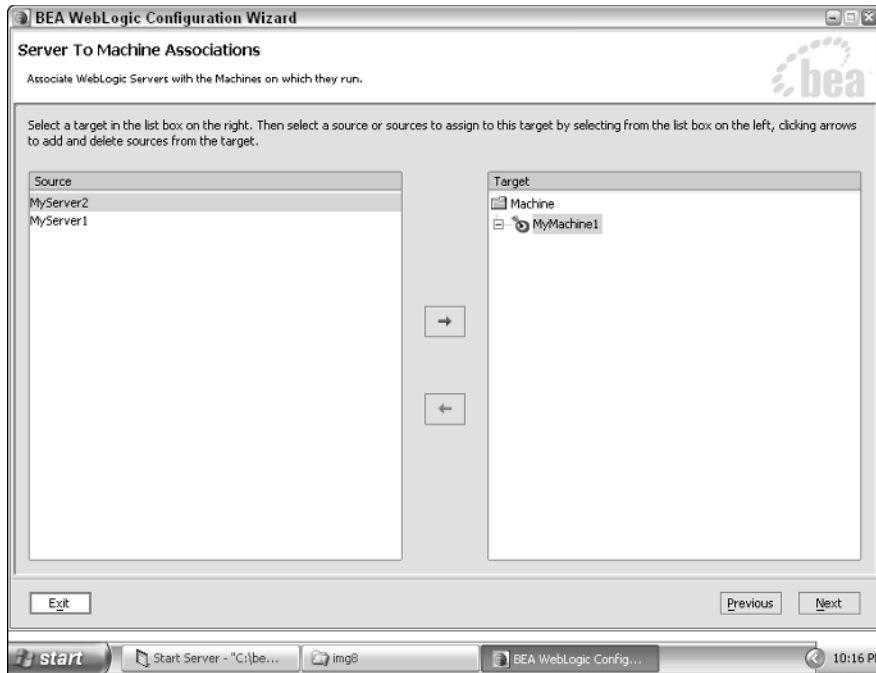 BEA WebLogic Configuration Wizard
Server To Machine Associations
Associate WebLogic Servers with the Machines on which they run.
bea
Select a target in the list box on the right. Then select a source or sources to assign to this target by selecting from the list box on the left, clicking arrows
to add and delete sources from the target.
Source
Target
MyServer2
Machine
MyServer1
MyMachine1
Exit
Previous
Next
start
Start Server - "C:\be...
img8
BEA WebLogic Config...
10:16 P